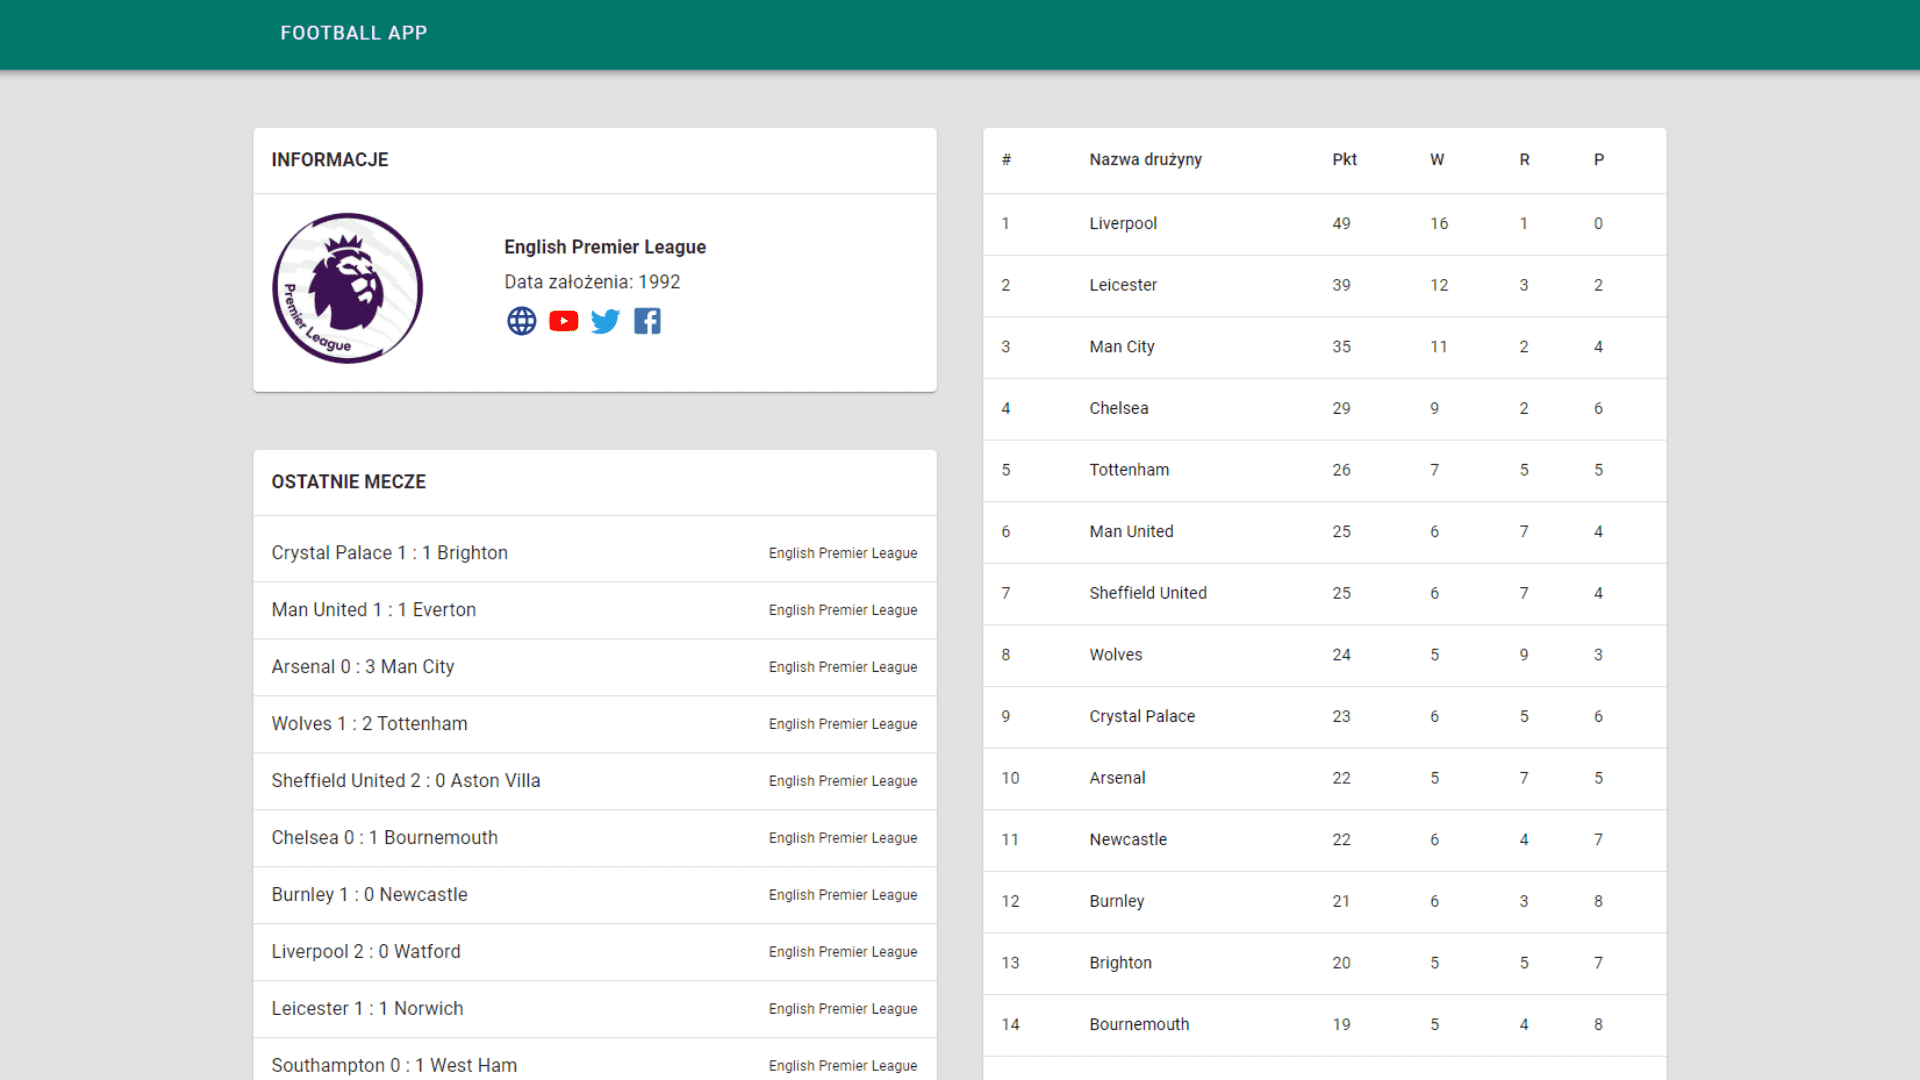 FOOTBALL APP
INFORMACJE
Premier League
English Premier League
Data założenia: 1992
OSTATNIE MECZE
Crystal Palace 1 : 1 Brighton English Premier League
Man United 1 : 1 Everton English Premier League
Arsenal 0 : 3 Man City English Premier League
Wolves 1 : 2 Tottenham English Premier League
Sheffield United 2 : 0 Aston Villa English Premier League
Chelsea 0 : 1 Bournemouth English Premier League
Burnley 1 : 0 Newcastle English Premier League
Liverpool 2 : 0 Watford English Premier League
Leicester 1 : 1 Norwich English Premier League
Southampton 0 : 1 West Ham English Premier League
# Nazwa drużyny Pkt W R P
1 Liverpool 49 16 1 0
2 Leicester 39 12 3 2
3 Man City 35 11 2 4
4 Chelsea 29 9 2 6
5 Tottenham 26 7 5 5
6 Man United 25 6 7 4
7 Sheffield United 25 6 7 4
8 Wolves 24 5 9 3
9 Crystal Palace 23 6 5 6
10 Arsenal 22 5 7 5
11 Newcastle 22 6 4 7
12 Burnley 21 6 3 8
13 Brighton 20 5 5 7
14 Bournemouth 19 5 4 8